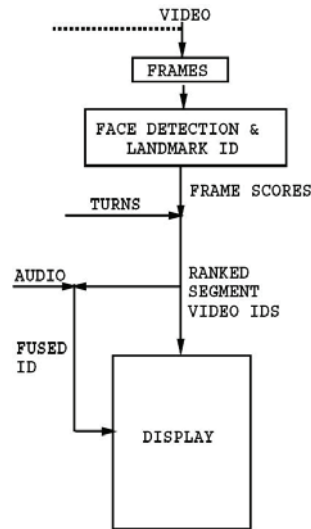 VIDEO
FRAMES
FACE DETECTION &
LANDMARK ID
FRAME SCORES
TURNS
AUDIO
RANKED
SEGMENT
VIDEO IDS
FUSED
ID
DISPLAY